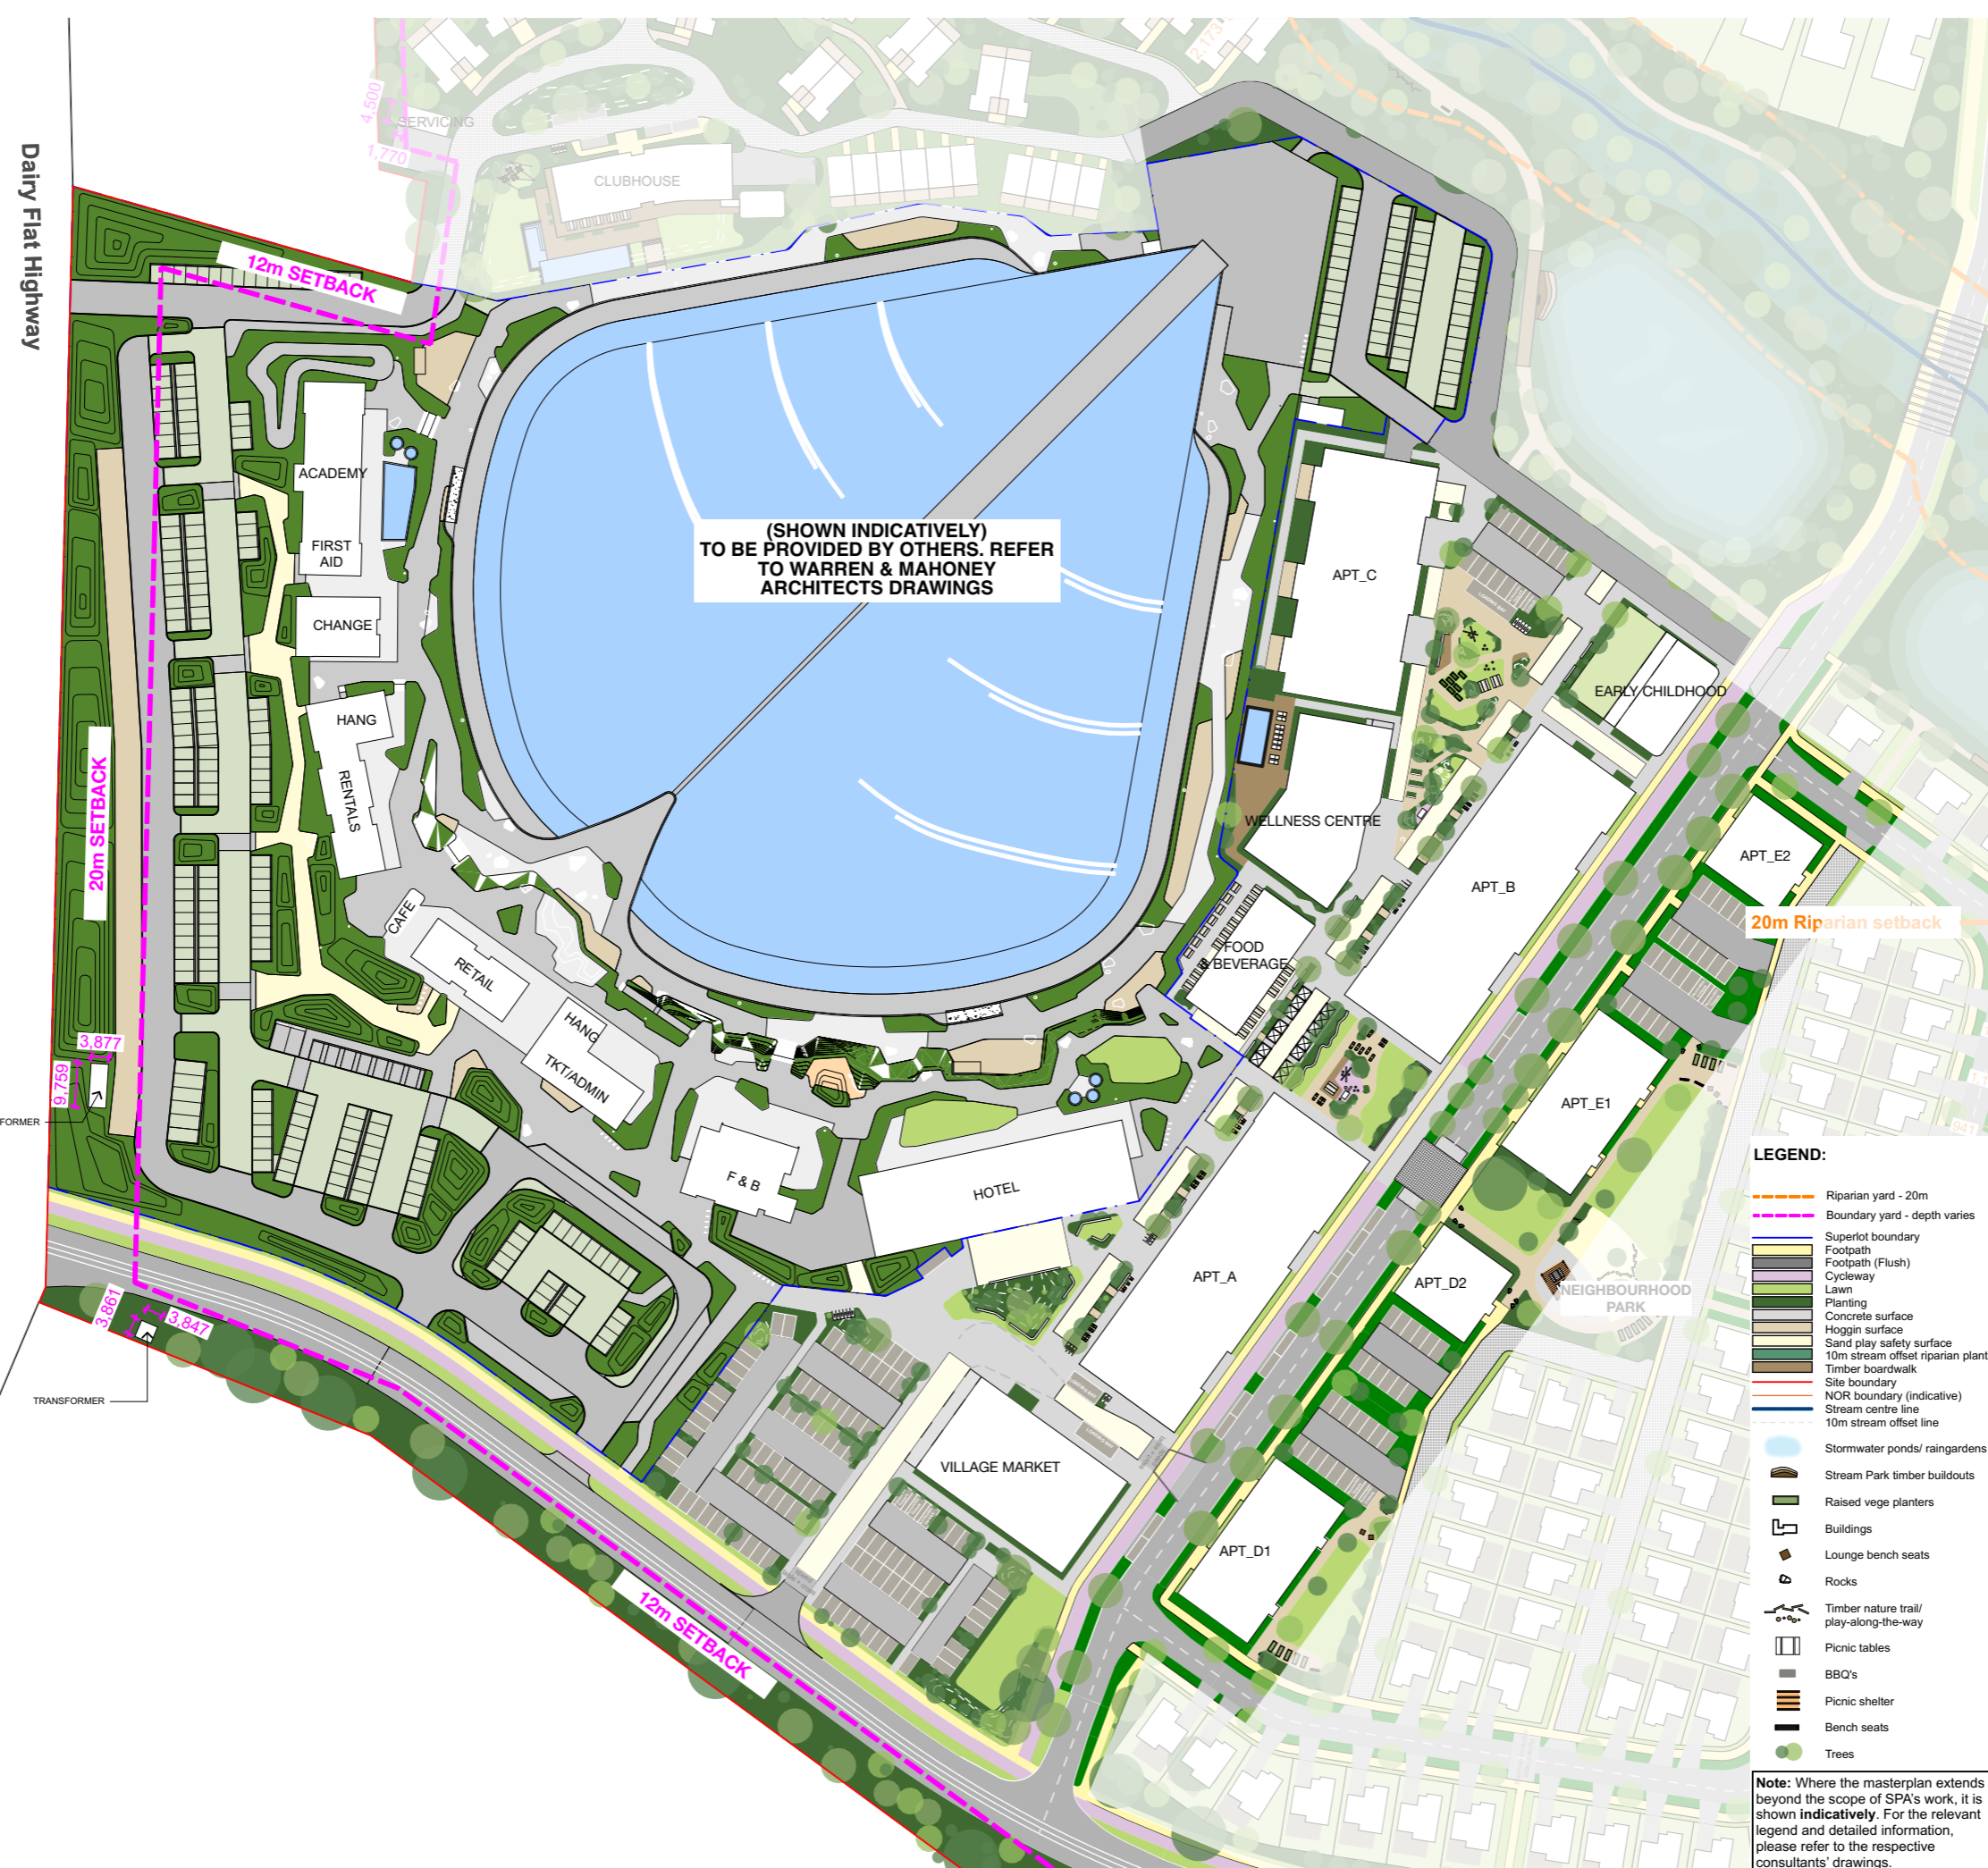 Dairy Flat Highway
4,500
SERVICING
1,770
2,173
CLUBHOUSE
12m SETBACK
ACADEMY
FIRST
AID
CHANGE
HANG
RENTALS
CAFE
RETAIL
HANG
TKT/ADMIN
F & B
HOTEL
(SHOWN INDICATIVELY)
TO BE PROVIDED BY OTHERS. REFER
TO WARREN & MAHONEY
ARCHITECTS DRAWINGS
20m SETBACK
3,877
9,759
FORMER
3,861
3,847
TRANSFORMER
12m SETBACK
APT_C
LOADING BAY
EARLY CHILDHOOD
WELLNESS CENTRE
FOOD
& BEVERAGE
APT_B
APT_E2
20m Riparian setback
APT_E1
941
APT_A
APT_D2
NEIGHBOURHOOD
PARK
VILLAGE MARKET
LOADING BAY
LOADING BAY
APT_D1
LEGEND:
Riparian yard - 20m
Boundary yard - depth varies
Superlot boundary
Footpath
Footpath (Flush)
Cycleway
Lawn
Planting
Concrete surface
Hoggin surface
Sand play safety surface
10m stream offset riparian plant
Timber boardwalk
Site boundary
NOR boundary (indicative)
Stream centre line
10m stream offset line
Stormwater ponds/ raingardens
Stream Park timber buildouts
Raised vege planters
Buildings
Lounge bench seats
Rocks
Timber nature trail/
play-along-the-way
Picnic tables
BBQ's
Picnic shelter
Bench seats
Trees
Note: Where the masterplan extends
beyond the scope of SPA's work, it is
shown indicatively. For the relevant
legend and detailed information,
please refer to the respective
consultants' drawings.